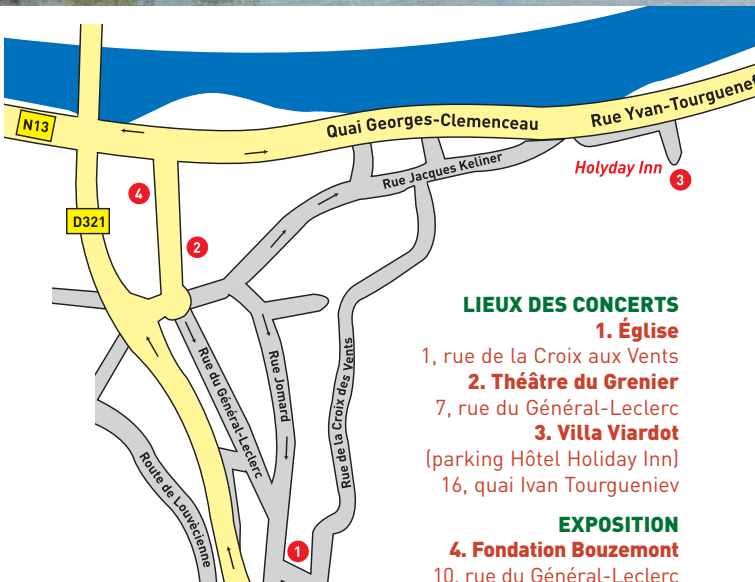 N13
Quai Georges-Clemenceau
Rue Yvan-Tourguenef
Rue Jacques Keliner
Holyday Inn
3
4
D321
2
Rue du Général-Leclerc
Rue Jomard
Rue de la Croix des Vents
Route de Louvècienne
1
LIEUX DES CONCERTS
1. Église
1, rue de la Croix aux Vents
2. Théâtre du Grenier
7, rue du Général-Leclerc
3. Villa Viardot
(parking Hôtel Holiday Inn)
16, quai Ivan Tourgueniev
EXPOSITION
4. Fondation Bouzemont
10, rue du Général-Leclerc